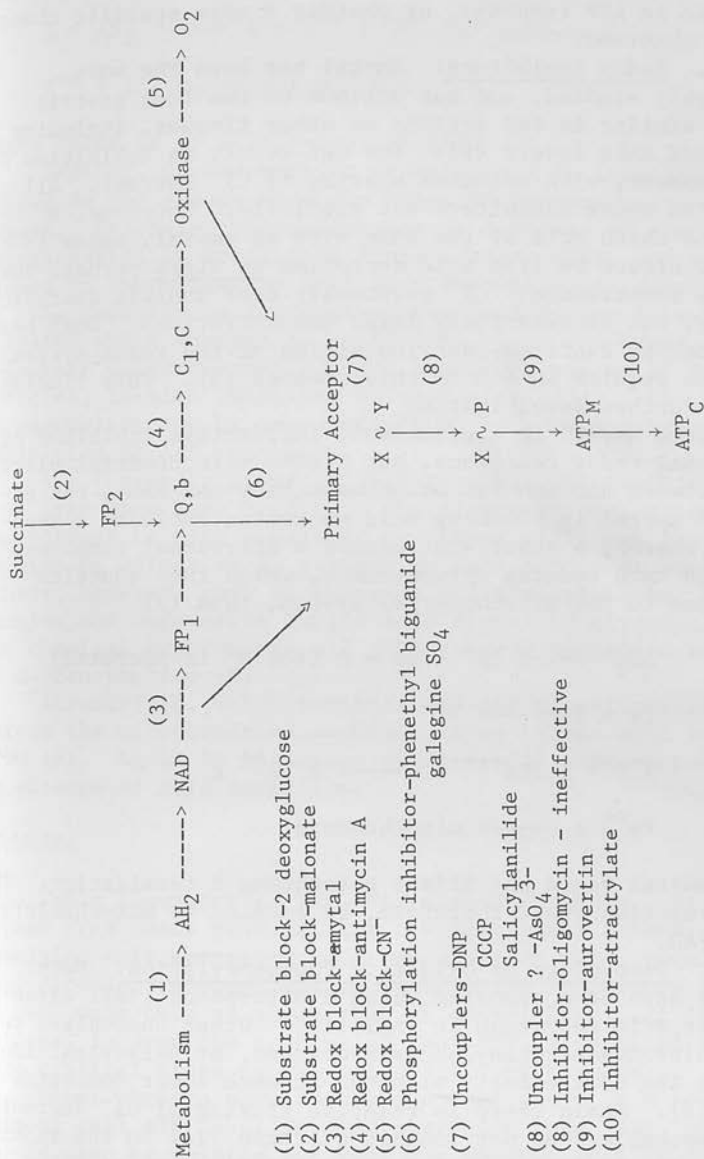 Succinate
(2)
FP2
(1) (3) (4) (5)
Metabolism -----> AH2 -----> NAD -----> FP1 ----> Q,b ----> C1,C -----> Oxidase -----> O2
(6)
Primary Acceptor
(7)
X ~ Y
(8)
X ~ P
(9)
ATPM
(10)
ATPC
(1) Substrate block-2 deoxyglucose
(2) Substrate block-malonate
(3) Redox block-amytal
(4) Redox block-antimycin A
(5) Redox block-CN-
(6) Phosphorylation inhibitor-phenethyl biguanide
galegine SO4
(7) Uncouplers-DNP
CCCP
Salicylanilide
(8) Uncoupler ? -AsO4 3-
(8) Inhibitor-oligomycin - ineffective
(9) Inhibitor-aurovertin
(10) Inhibitor-atractylate